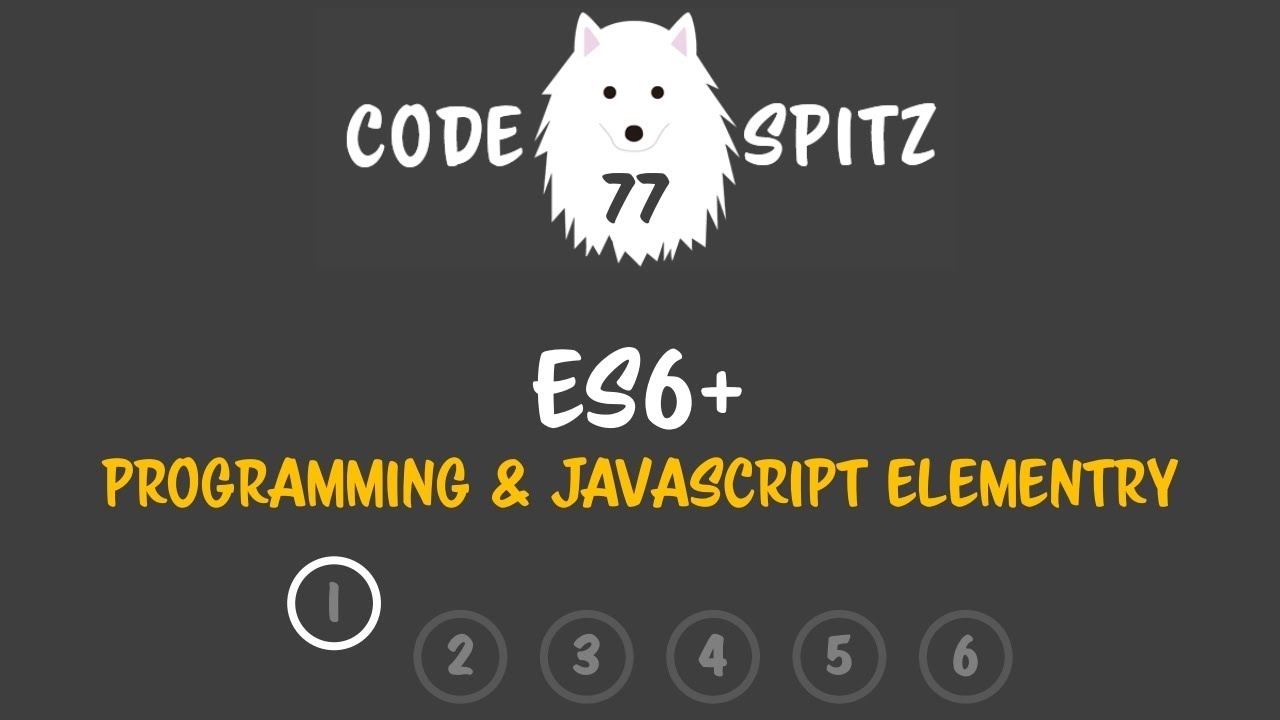 CODE SPITZ
77
ES6+
PROGRAMMING & JAVASCRIPT ELEMENTRY
1 2 3 4 5 6